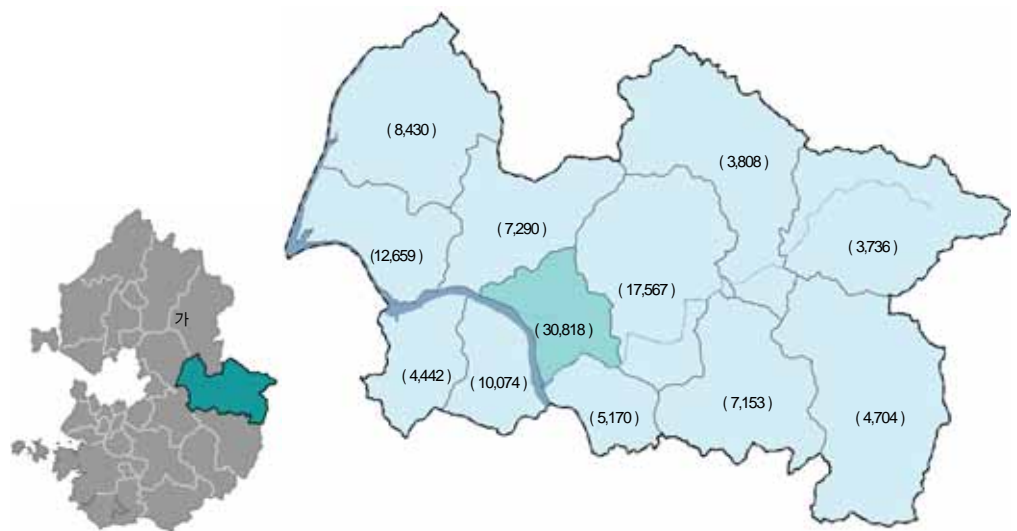 ( 8,430 )
( 3,808 )
( 7,290 )
( 3,736 )
(12,659 )
( 17,567 )
가
( 30,818 )
( 4,442 )
( 10,074 )
( 5,170 )
( 7,153 )
( 4,704 )